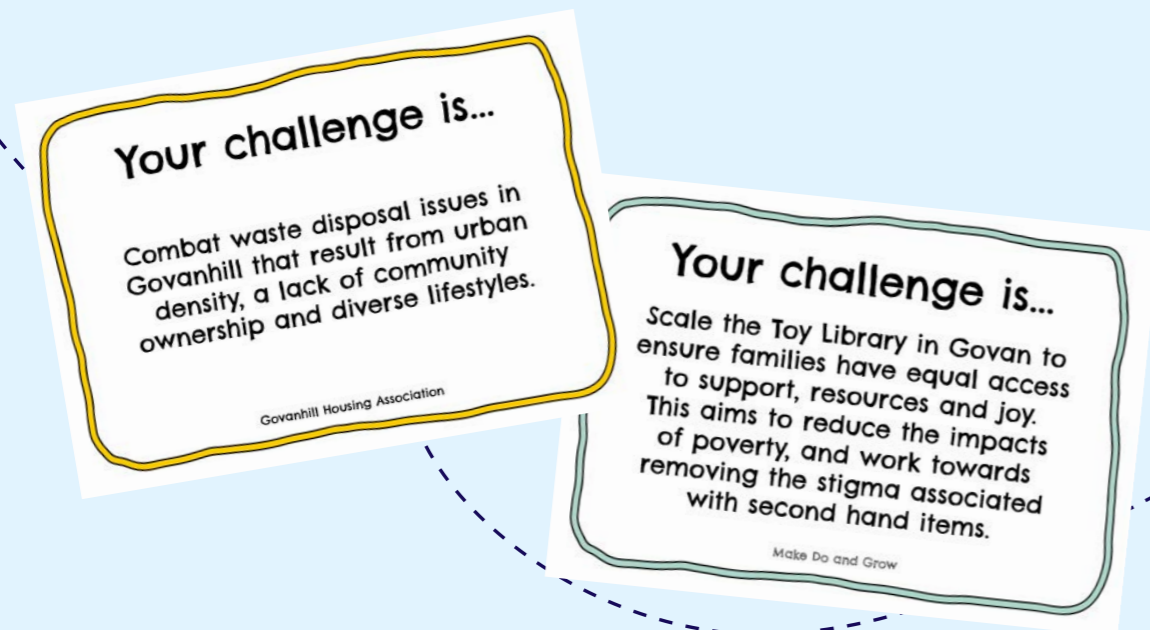 Your challenge is...
Combat waste disposal issues in
Govanhill that result from urban
density, a lack of community
ownership and diverse lifestyles.
Govanhill Housing Association
Your challenge is...
Scale the Toy Library in Govan to
ensure families have equal access
to support, resources and joy.
This aims to reduce the impacts
of poverty, and work towards
removing the stigma associated
with second hand items.
Make Do and Grow